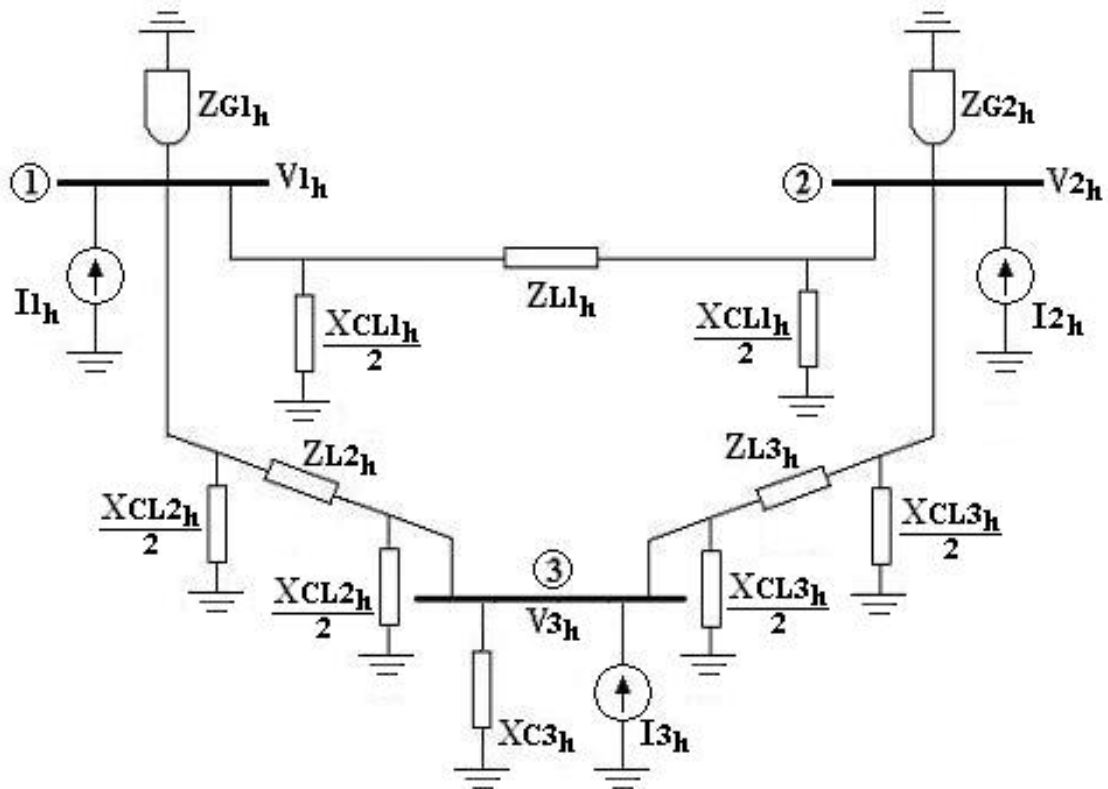 ZG1h
ZG2h
1
V1h
2
V2h
I1h
ZL1h
I2h
XCL1h
2
XCL1h
2
ZL2h
ZL3h
XCL2h
2
XCL3h
2
3
XCL2h
2
V3h
XCL3h
2
XC3h
I3h